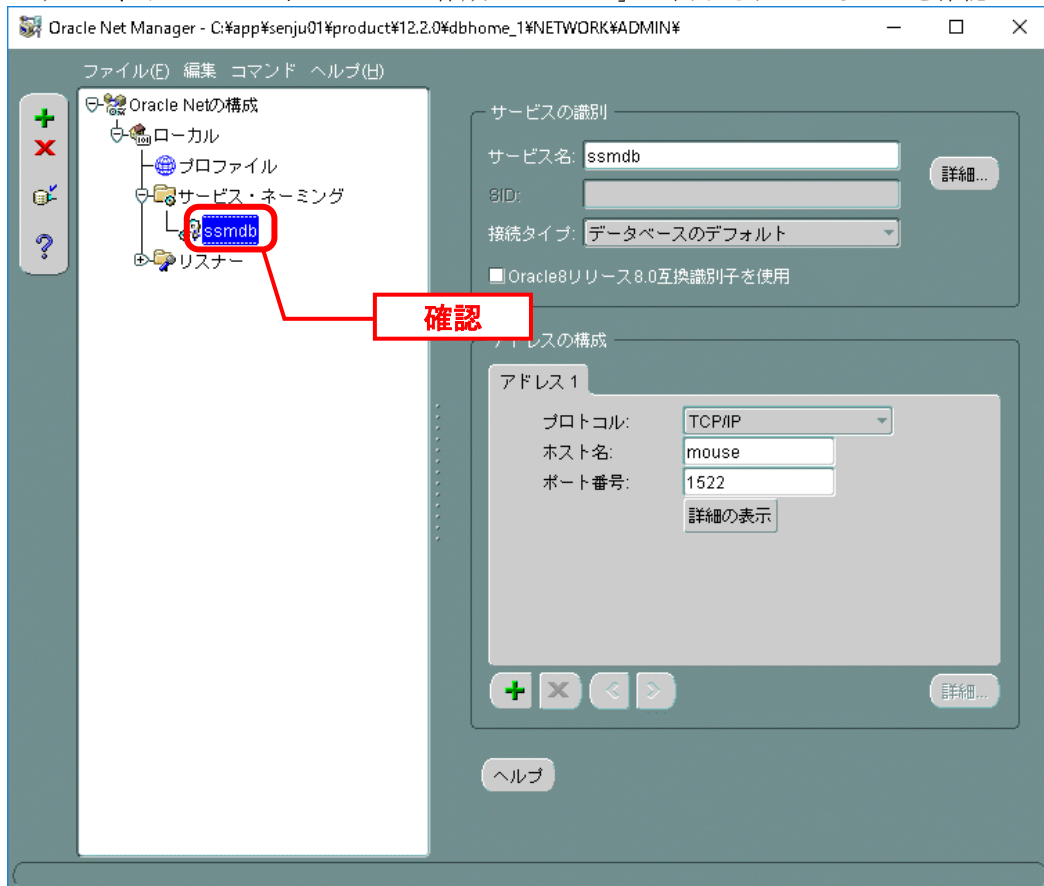 Oracle Net Manager - C:¥app¥senju01¥product¥12.2.0¥dbhome_1¥NETWORK¥ADMIN¥
ファイル(F) 編集 コマンド ヘルプ(H)
Oracle Netの構成
ローカル
プロファイル
サービス・ネーミング
ssmdb
リスナー
確認
サービスの識別
サービス名: ssmdb
詳細...
SID:
接続タイプ: データベースのデフォルト
Oracle8リリース8.0互換識別子を使用
アドレスの構成
アドレス 1
プロトコル: TCP/IP
ホスト名: mouse
ポート番号: 1522
詳細の表示
詳細...
ヘルプ